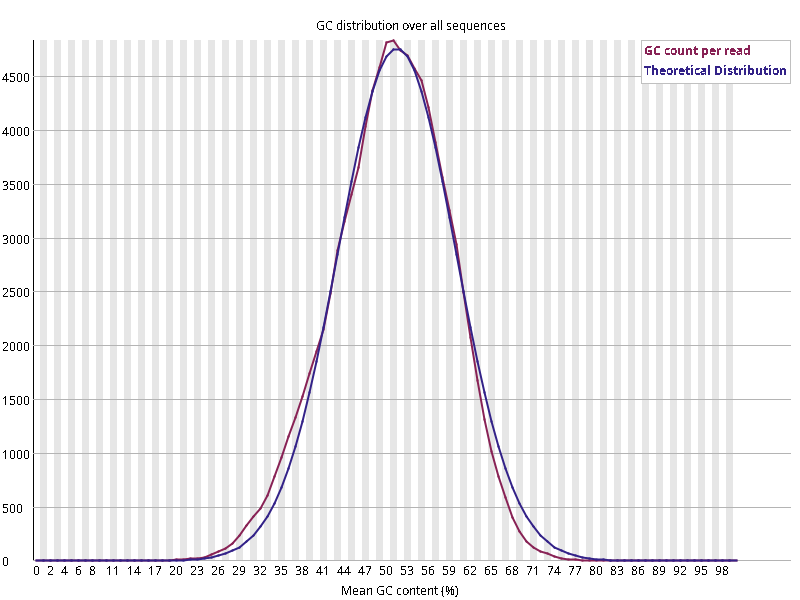 GC distribution over all sequences
GC count per read
Theoretical Distribution
4500
4000
3500
3000
2500
2000
1500
1000
500
0
0 2 4 6 8 11 14 17 20 23 26 29 32 35 38 41 44 47 50 53 56 59 62 65 68 71 74 77 80 83 86 89 92 95 98
Mean GC content (%)